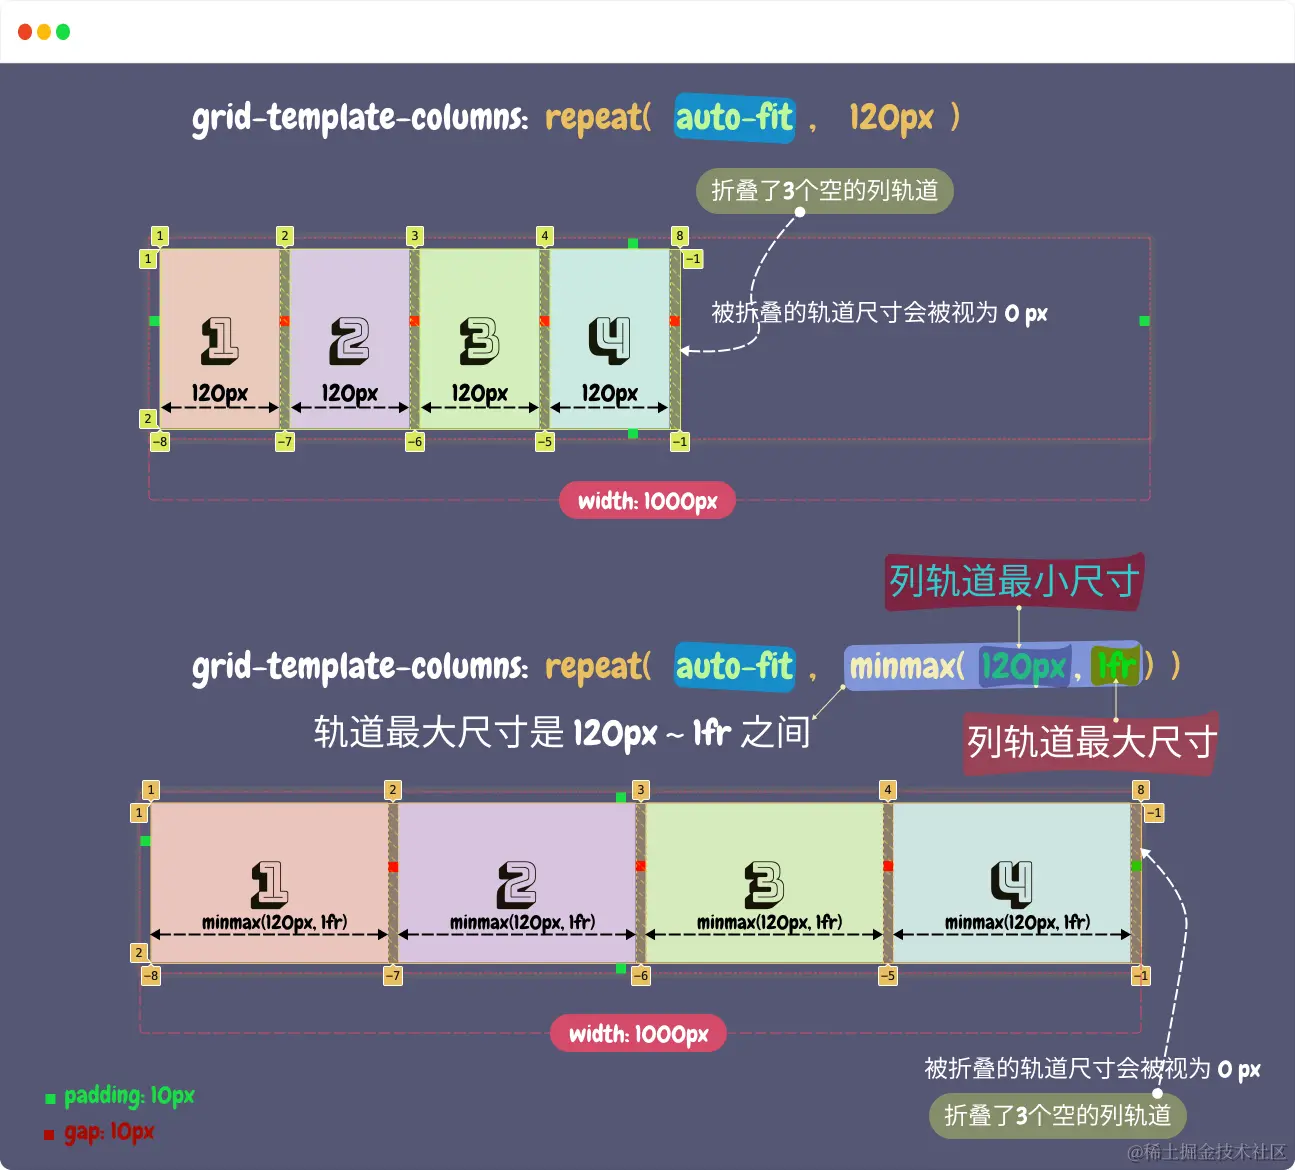 grid-template-columns: repeat( auto-fit , 120px )
折叠了3个空的列轨道
1 2 3 4 8
1 -1
被折叠的轨道尺寸会被视为 0 px
1 2 3 4
120px 120px 120px 120px
2
-8 -7 -6 -5 -1
width: 1000px
列轨道最小尺寸
grid-template-columns: repeat( auto-fit , minmax( 120px , 1fr ) )
轨道最大尺寸是 120px ~ 1fr 之间
列轨道最大尺寸
1 2 3 4 8
1 -1
1 2 3 4
minmax(120px, 1fr) minmax(120px, 1fr) minmax(120px, 1fr) minmax(120px, 1fr)
2
-8 -7 -6 -5 -1
width: 1000px
被折叠的轨道尺寸会被视为 0 px
padding: 10px
折叠了3个空的列轨道
gap: 10px
@稀土掘金技术社区